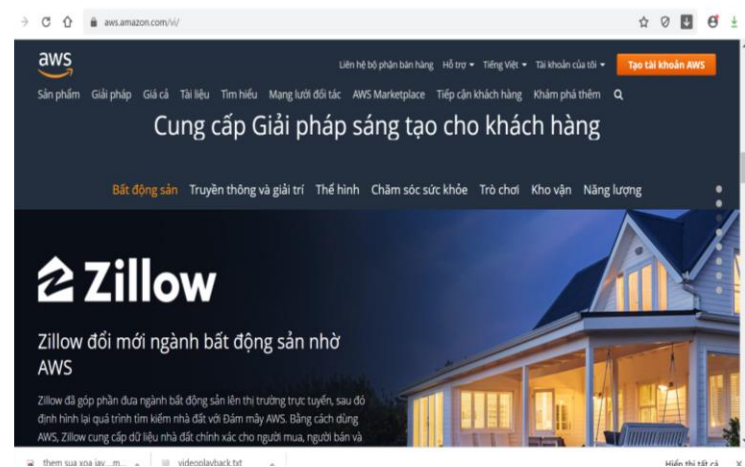 aws.amazon.com/vi/
aws
Liên hệ bộ phận bán hàng Hỗ trợ Tiếng Việt Tài khoản của tôi Tạo tài khoản AWS
Sản phẩm Giải pháp Giá cả Tài liệu Tìm hiểu Mạng lưới đối tác AWS Marketplace Tiếp cận khách hàng Khám phá thêm
Cung cấp Giải pháp sáng tạo cho khách hàng
Bất động sản Truyền thông và giải trí Thể hình Chăm sóc sức khỏe Trò chơi Kho vận Năng lượng
Zillow
Zillow đổi mới ngành bất động sản nhờ
AWS
Zillow đã góp phần đưa ngành bất động sản lên thị trường trực tuyến, sau đó
định hình lại quá trình tìm kiếm nhà đất với Đám mây AWS. Bằng cách dùng
AWS, Zillow cung cấp dữ liệu nhà đất chính xác cho người mua, người bán và
them sua xoa jav....m... videoplayback.txt Hiển thị tất cả